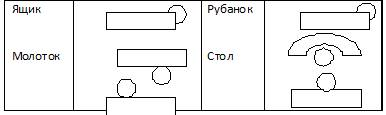 Ящик
Рубанок
Молоток
Стол